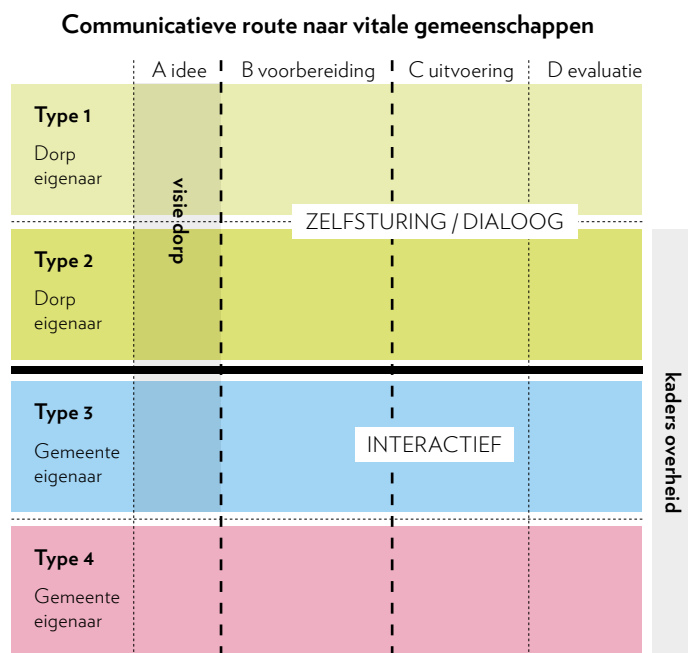 Communicatieve route naar vitale gemeenschappen
A idee
B voorbereiding
C uitvoering
D evaluatie
Type 1
Dorp
eigenaar
visie dorp
ZELFSTURING / DIALOOG
Type 2
Dorp
eigenaar
Type 3
Gemeente
eigenaar
INTERACTIEF
Type 4
Gemeente
eigenaar
kaders overheid